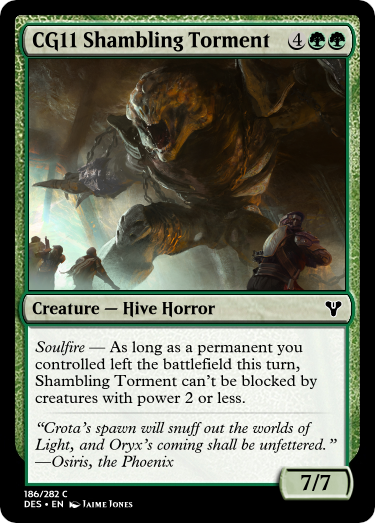 CG11 Shambling Torment 4
Creature — Hive Horror
Soulfire — As long as a permanent you
controlled left the battlefield this turn,
Shambling Torment can't be blocked by
creatures with power 2 or less.
“Crota's spawn will snuff out the worlds of
Light, and Oryx's coming shall be unfettered.”
—Osiris, the Phoenix
7/7
186/282 C
DES • EN Jaime Jones